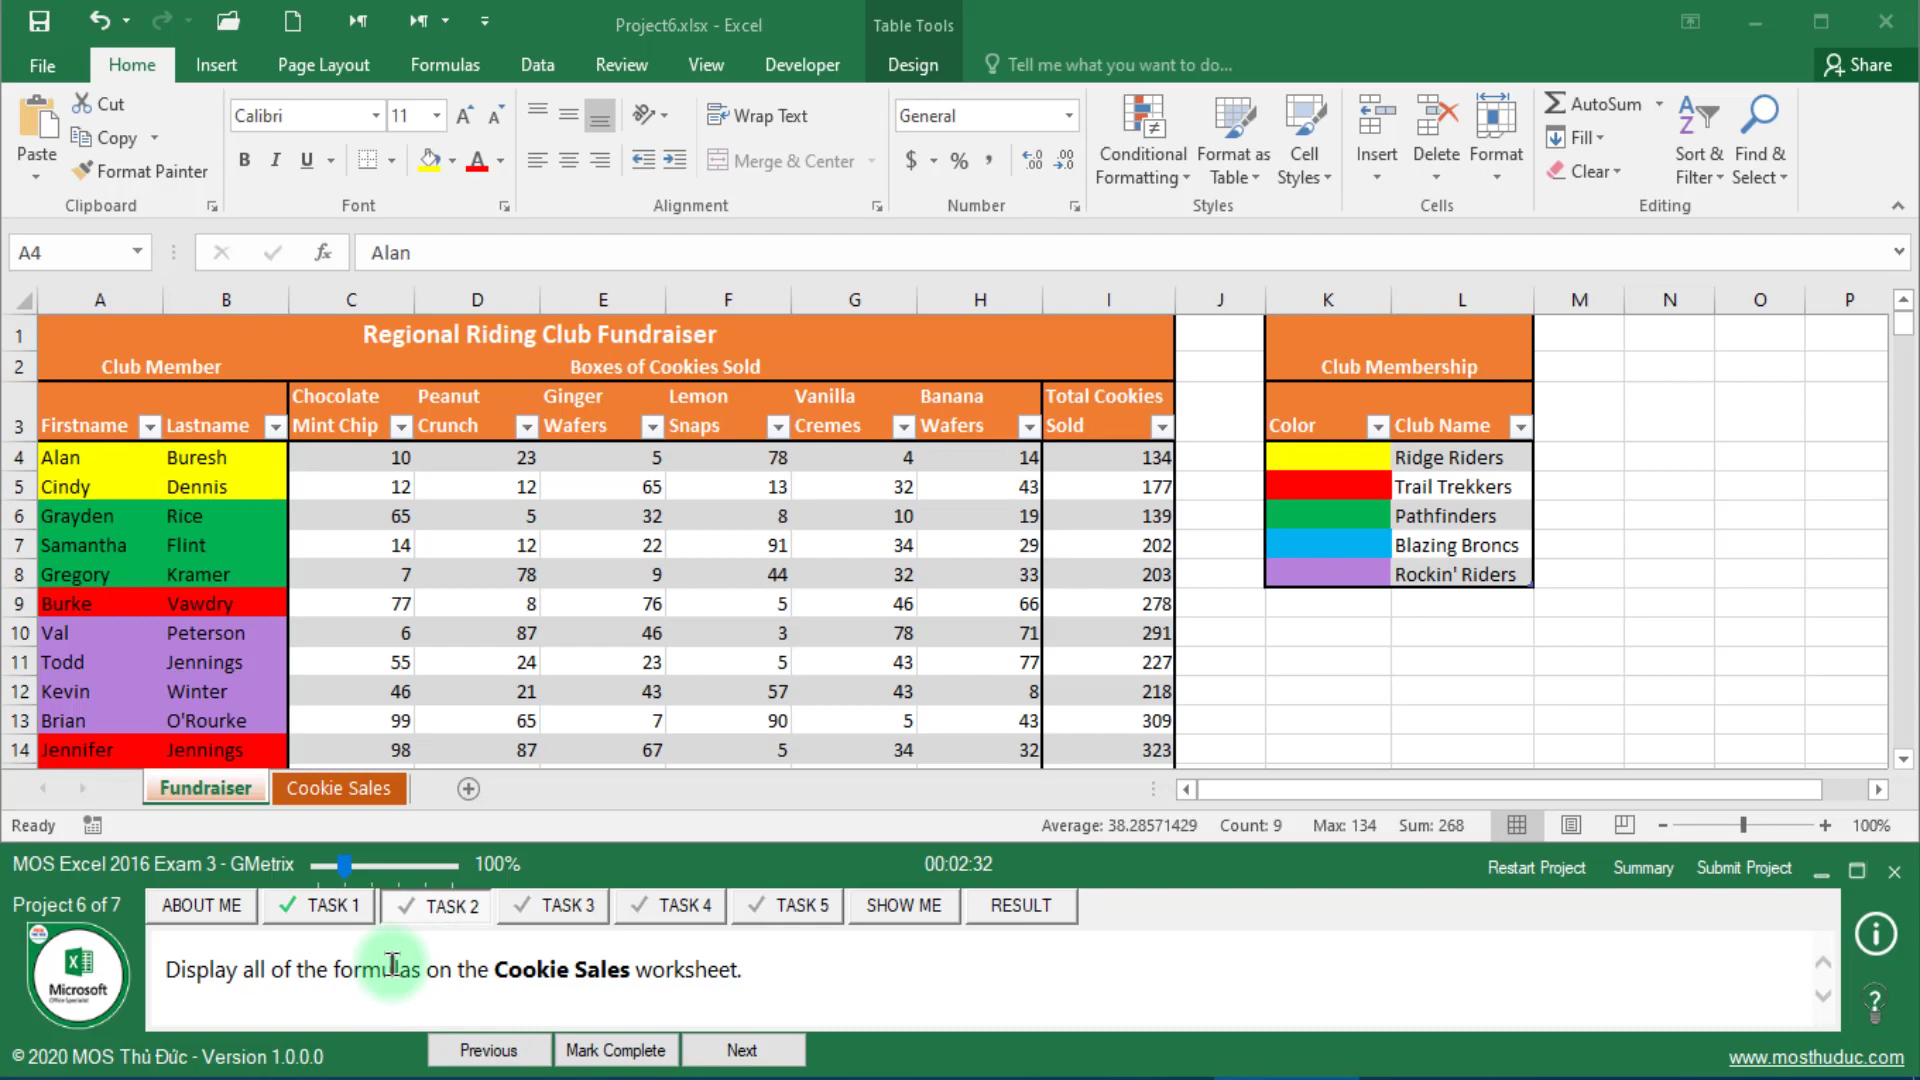 Project6.xlsx - Excel
Table Tools
File Home Insert Page Layout Formulas Data Review View Developer Design Tell me what you want to do... Share
Paste
Cut
Copy
Format Painter
Clipboard
Calibri 11
B I U
Font
Wrap Text
Merge & Center
Alignment
General
$ % ,
Number
Conditional Formatting
Format as Table
Cell Styles
Styles
Insert
Delete
Format
Cells
AutoSum
Fill
Clear
Sort & Filter
Find & Select
Editing
A4 fx Alan
A B C D E F G H I J K L M N O P
1 Regional Riding Club Fundraiser
2 Club Member Boxes of Cookies Sold Club Membership
3 Firstname Lastname Chocolate Mint Chip Peanut Crunch Ginger Wafers Lemon Snaps Vanilla Cremes Banana Wafers Total Cookies Sold Color Club Name
4 Alan Buresh 10 23 5 78 4 14 134 Ridge Riders
5 Cindy Dennis 12 12 65 13 32 43 177 Trail Trekkers
6 Grayden Rice 65 5 32 8 10 19 139 Pathfinders
7 Samantha Flint 14 12 22 91 34 29 202 Blazing Broncs
8 Gregory Kramer 7 78 9 44 32 33 203 Rockin' Riders
9 Burke Vawdry 77 8 76 5 46 66 278
10 Val Peterson 6 87 46 3 78 71 291
11 Todd Jennings 55 24 23 5 43 77 227
12 Kevin Winter 46 21 43 57 43 8 218
13 Brian O'Rourke 99 65 7 90 5 43 309
14 Jennifer Jennings 98 87 67 5 34 32 323
Fundraiser Cookie Sales
Ready Average: 38.28571429 Count: 9 Max: 134 Sum: 268 100%
MOS Excel 2016 Exam 3 - GMetrix 100% 00:02:32 Restart Project Summary Submit Project
Project 6 of 7 ABOUT ME TASK 1 TASK 2 TASK 3 TASK 4 TASK 5 SHOW ME RESULT
Display all of the formulas on the Cookie Sales worksheet.
Microsoft
Office Specialist
Previous Mark Complete Next
© 2020 MOS Thủ Đức - Version 1.0.0.0 www.mosthuduc.com